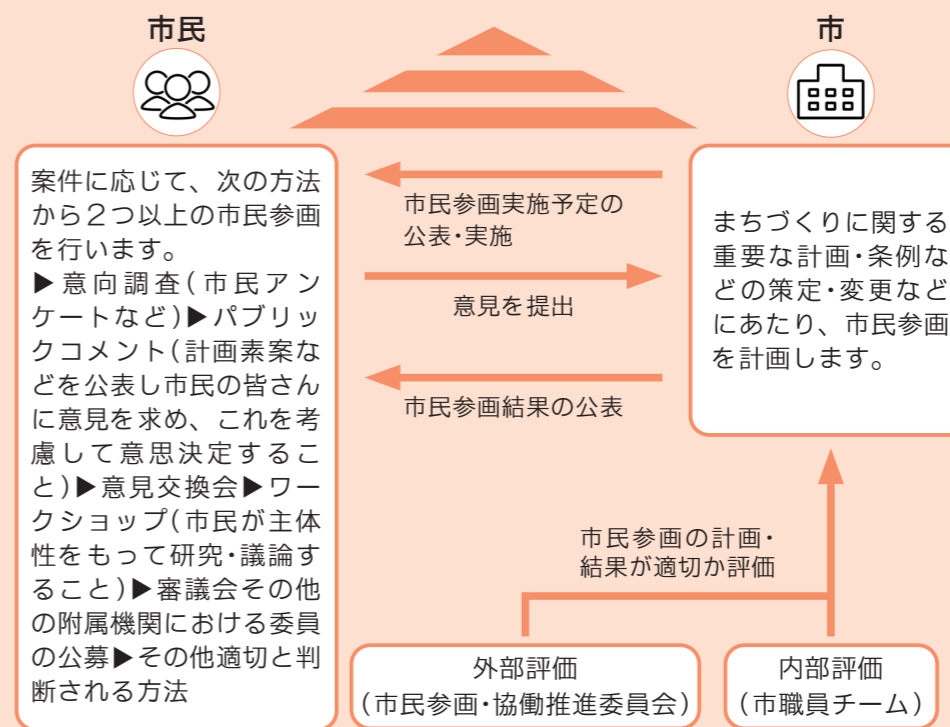 市民
案件に応じて、次の方法
から2つ以上の市民参画
を行います。
▶意向調査(市民アン
ケートなど)▶パブリッ
クコメント(計画素案な
どを公表し市民の皆さん
に意見を求め、これを考
慮して意思決定するこ
と)▶意見交換会▶ワー
クショップ(市民が主体
性をもって研究・議論す
ること)▶審議会その他
の附属機関における委員
の公募▶その他適切と判
断される方法
市民参画実施予定の
公表・実施
意見を提出
市民参画結果の公表
市
まちづくりに関する
重要な計画・条例な
どの策定・変更など
にあたり、市民参画
を計画します。
市民参画の計画・
結果が適切か評価
外部評価
(市民参画・協働推進委員会)
内部評価
(市職員チーム)